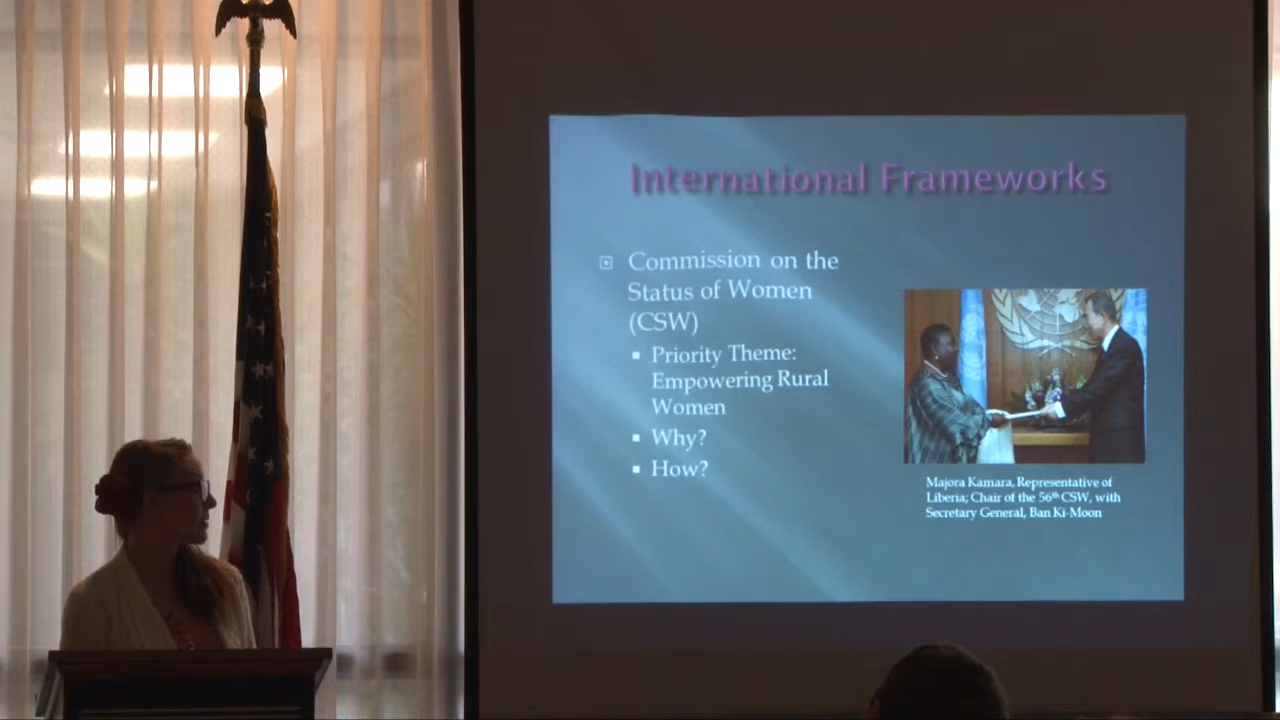 International Frameworks
Commission on the
Status of Women
(CSW)
Priority Theme:
Empowering Rural
Women
Why?
How?
Majora Kamara, Representative of
Liberia; Chair of the 56th CSW, with
Secretary General, Ban Ki-Moon